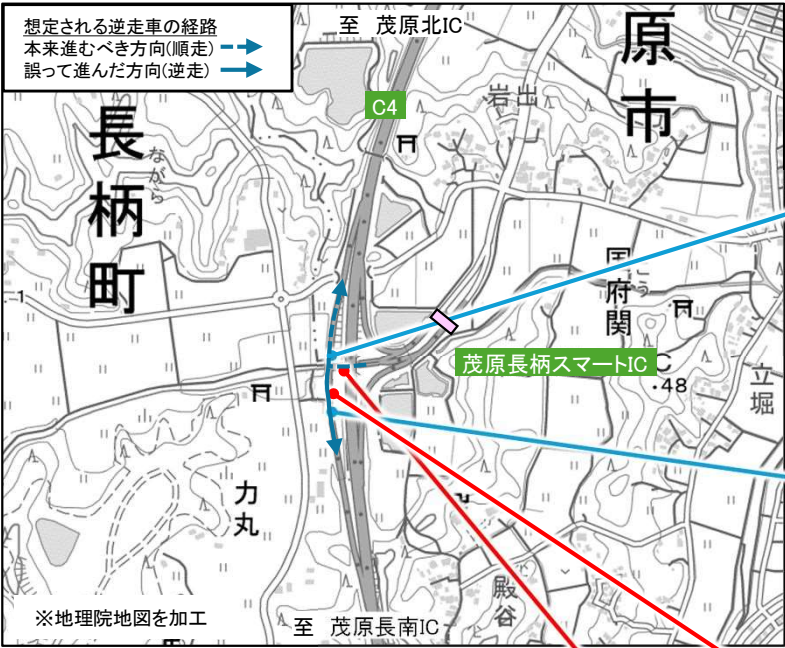 想定される逆走車の経路
本来進むべき方向(順走)
誤って進んだ方向(逆走)
至 茂原北IC
C4
原市
岩出
長柄町
ながら
国府関
こう
1
茂原長柄スマートIC
C
・48
立堀
力丸
殿谷
※地理院地図を加工
至 茂原長南IC